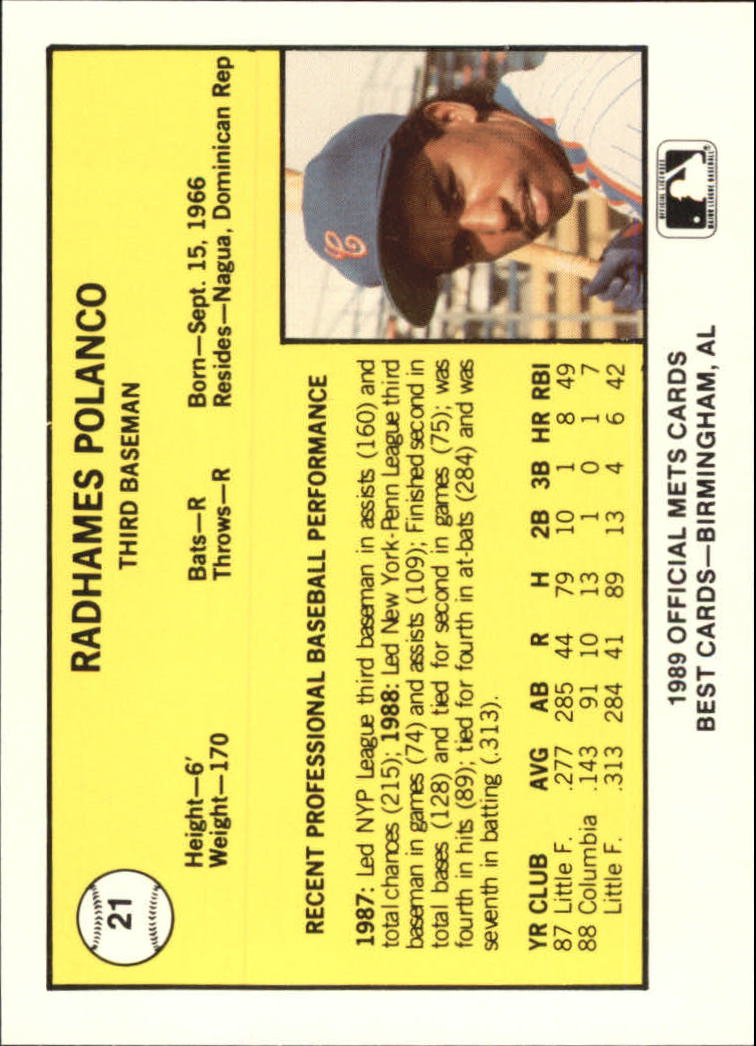 21
RADHAMES POLANCO
THIRD BASEMAN
Height—6′ Bats—R Born—Sept. 15, 1966
Weight—170 Throws—R Resides—Nagua, Dominican Rep
RECENT PROFESSIONAL BASEBALL PERFORMANCE
1987: Led NYP League third baseman in assists (160) and
total chances (215); 1988: Led New York-Penn League third
baseman in games (74) and assists (109); Finished second in
total bases (128) and tied for second in games (75); was
fourth in hits (89); tied for fourth in at-bats (284) and was
seventh in batting (.313).
YR CLUB AVG AB R H 2B 3B HR RBI
87 Little F. .277 285 44 79 10 1 8 49
88 Columbia .143 91 10 13 1 0 1 7
Little F. .313 284 41 89 13 4 6 42
1989 OFFICIAL METS CARDS
BEST CARDS—BIRMINGHAM, AL
OFFICIAL LICENSEE
MAJOR LEAGUE BASEBALL®